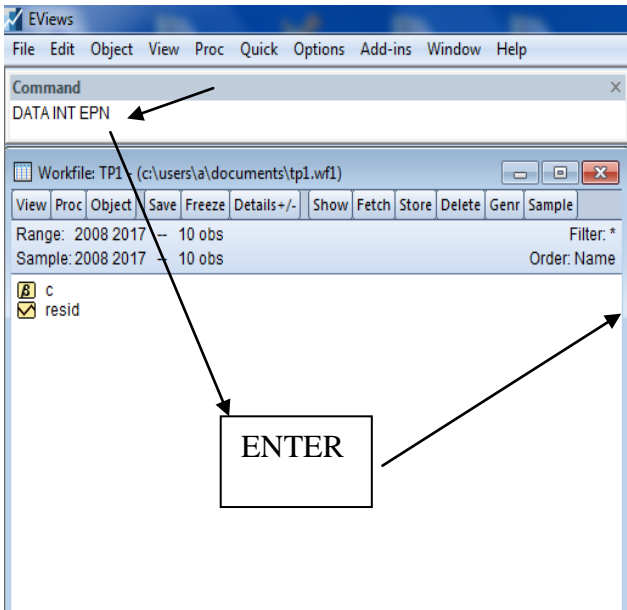 EViews
File Edit Object View Proc Quick Options Add-ins Window Help
Command
DATA INT EPN
Workfile: TP1 - (c:\users\a\documents\tp1.wf1)
View Proc Object Save Freeze Details+/- Show Fetch Store Delete Genr Sample
Range: 2008 2017 -- 10 obs Filter: *
Sample: 2008 2017 -- 10 obs Order: Name
β c
resid
ENTER